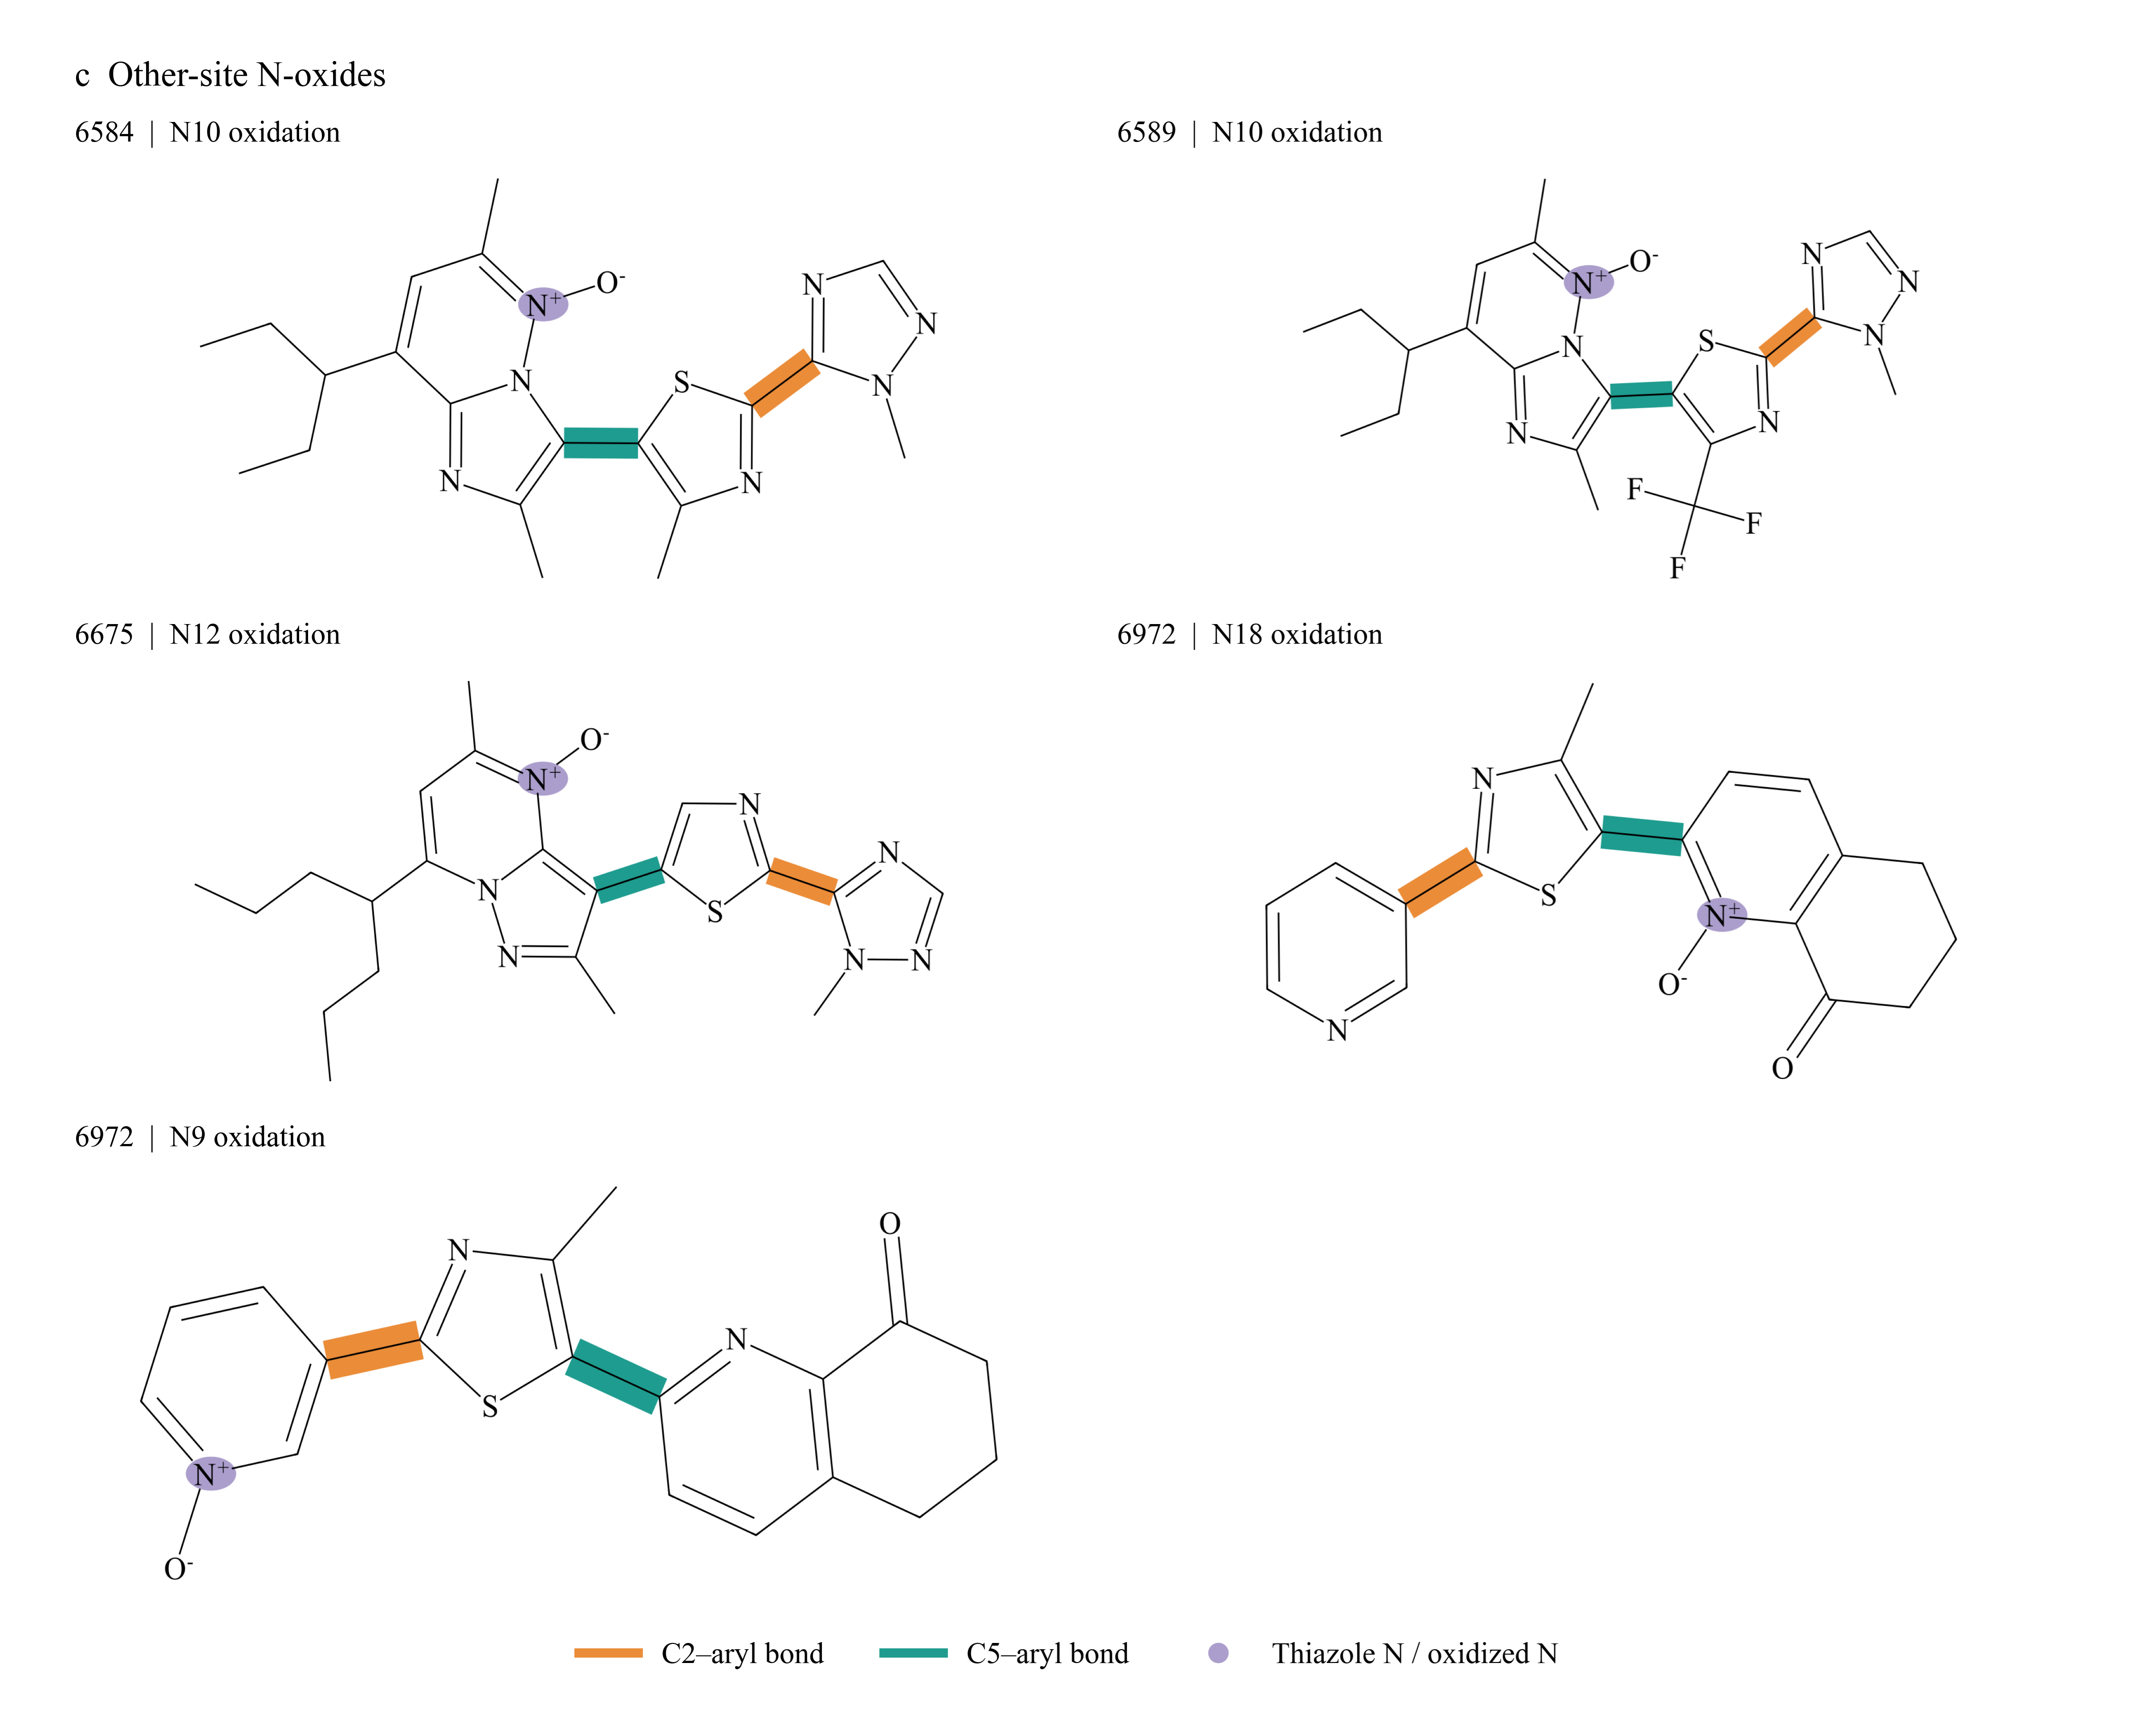 c Other-site N-oxides
6584 | N10 oxidation
6589 | N10 oxidation
N+
O-
N
N
N
N
N
S
N
N+
O-
N
N
N
N
N
S
N
F
F
F
6675 | N12 oxidation
6972 | N18 oxidation
N+
O-
N
N
N
S
N
N
N
N
S
N
N+
O-
O
6972 | N9 oxidation
N
S
N
O
N+
O-
C2–aryl bond
C5–aryl bond
Thiazole N / oxidized N